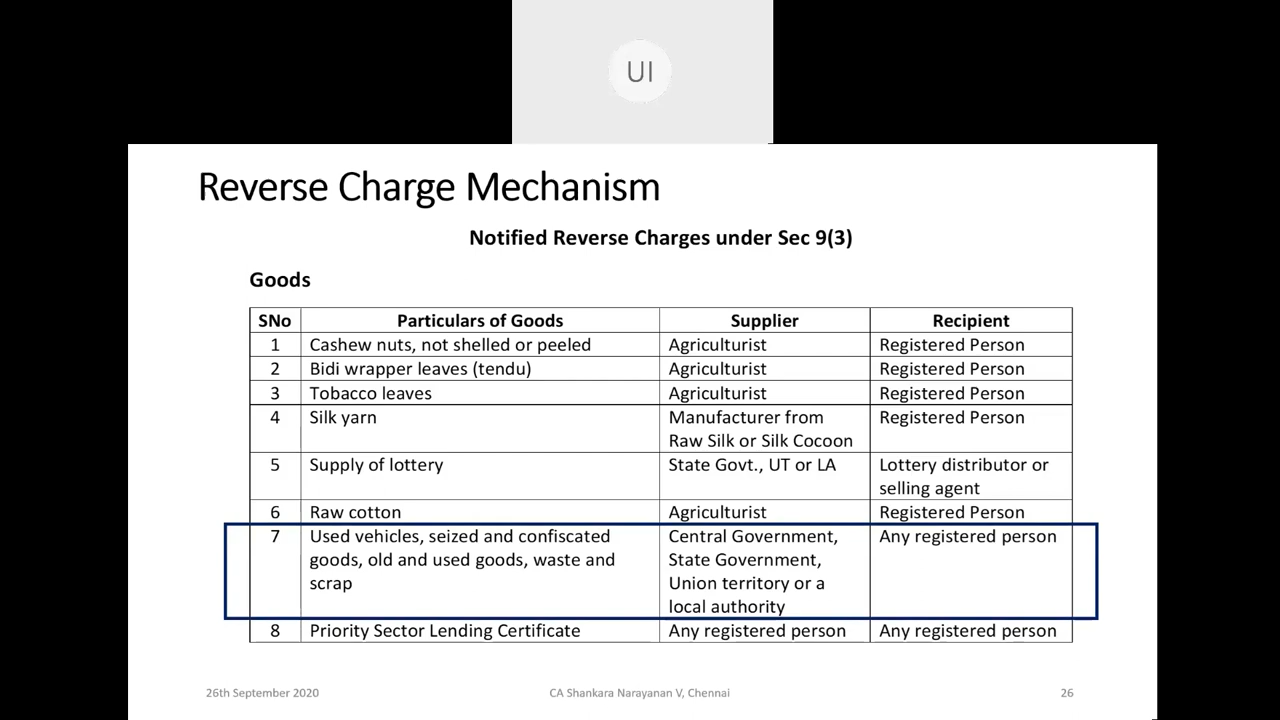 UI
Reverse Charge Mechanism
Notified Reverse Charges under Sec 9(3)
Goods
SNo Particulars of Goods Supplier Recipient
1 Cashew nuts, not shelled or peeled Agriculturist Registered Person
2 Bidi wrapper leaves (tendu) Agriculturist Registered Person
3 Tobacco leaves Agriculturist Registered Person
4 Silk yarn Manufacturer from Registered Person
Raw Silk or Silk Cocoon
5 Supply of lottery State Govt., UT or LA Lottery distributor or
selling agent
6 Raw cotton Agriculturist Registered Person
7 Used vehicles, seized and confiscated Central Government, Any registered person
goods, old and used goods, waste and State Government,
scrap Union territory or a
local authority
8 Priority Sector Lending Certificate Any registered person Any registered person
26th September 2020 CA Shankara Narayanan V, Chennai 26